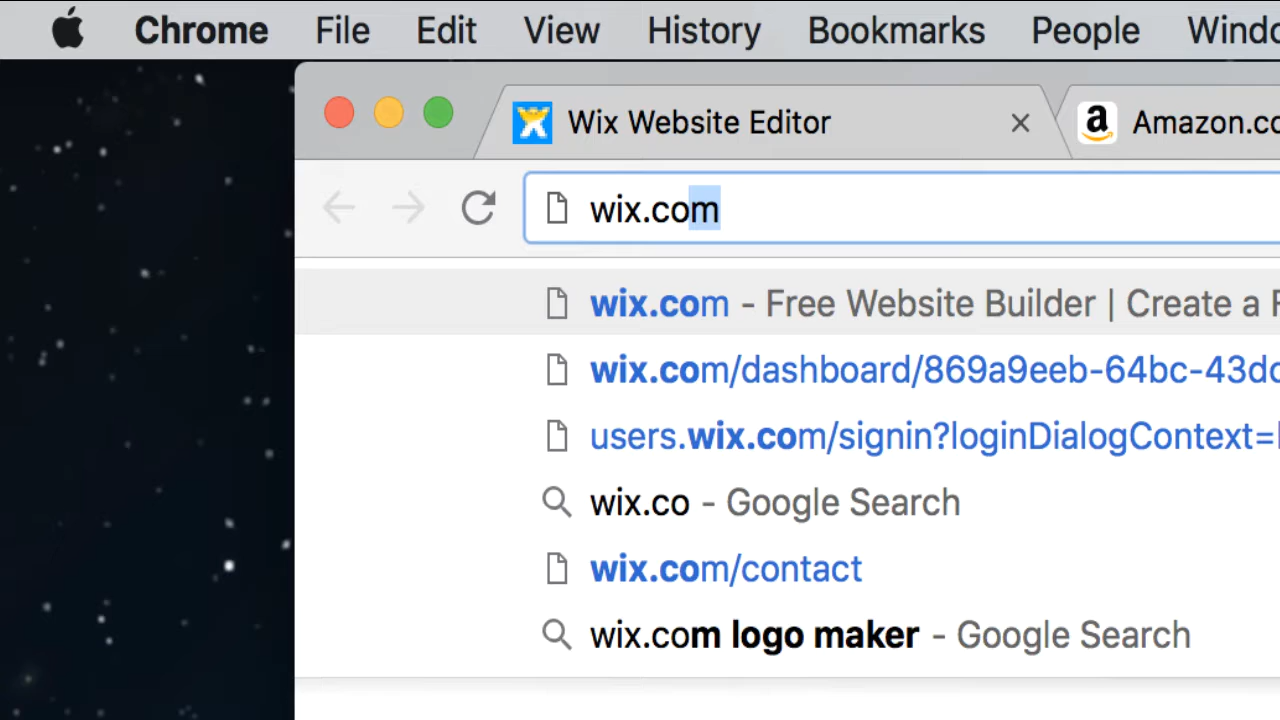 Chrome File Edit View History Bookmarks People Windo
Wix Website Editor
Amazon.co
wix.com
wix.com - Free Website Builder | Create a F
wix.com/dashboard/869a9eeb-64bc-43dc
users.wix.com/signin?loginDialogContext=
wix.co - Google Search
wix.com/contact
wix.com logo maker - Google Search